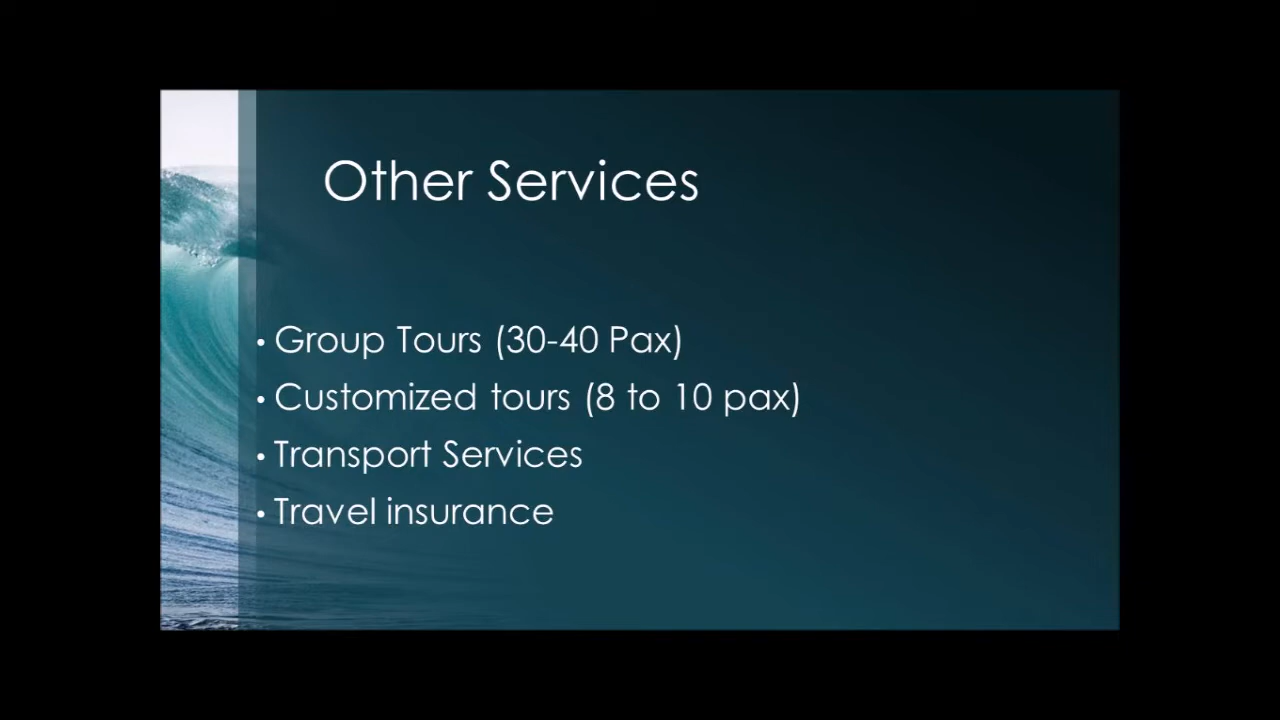 Other Services
• Group Tours (30-40 Pax)
• Customized tours (8 to 10 pax)
• Transport Services
• Travel insurance